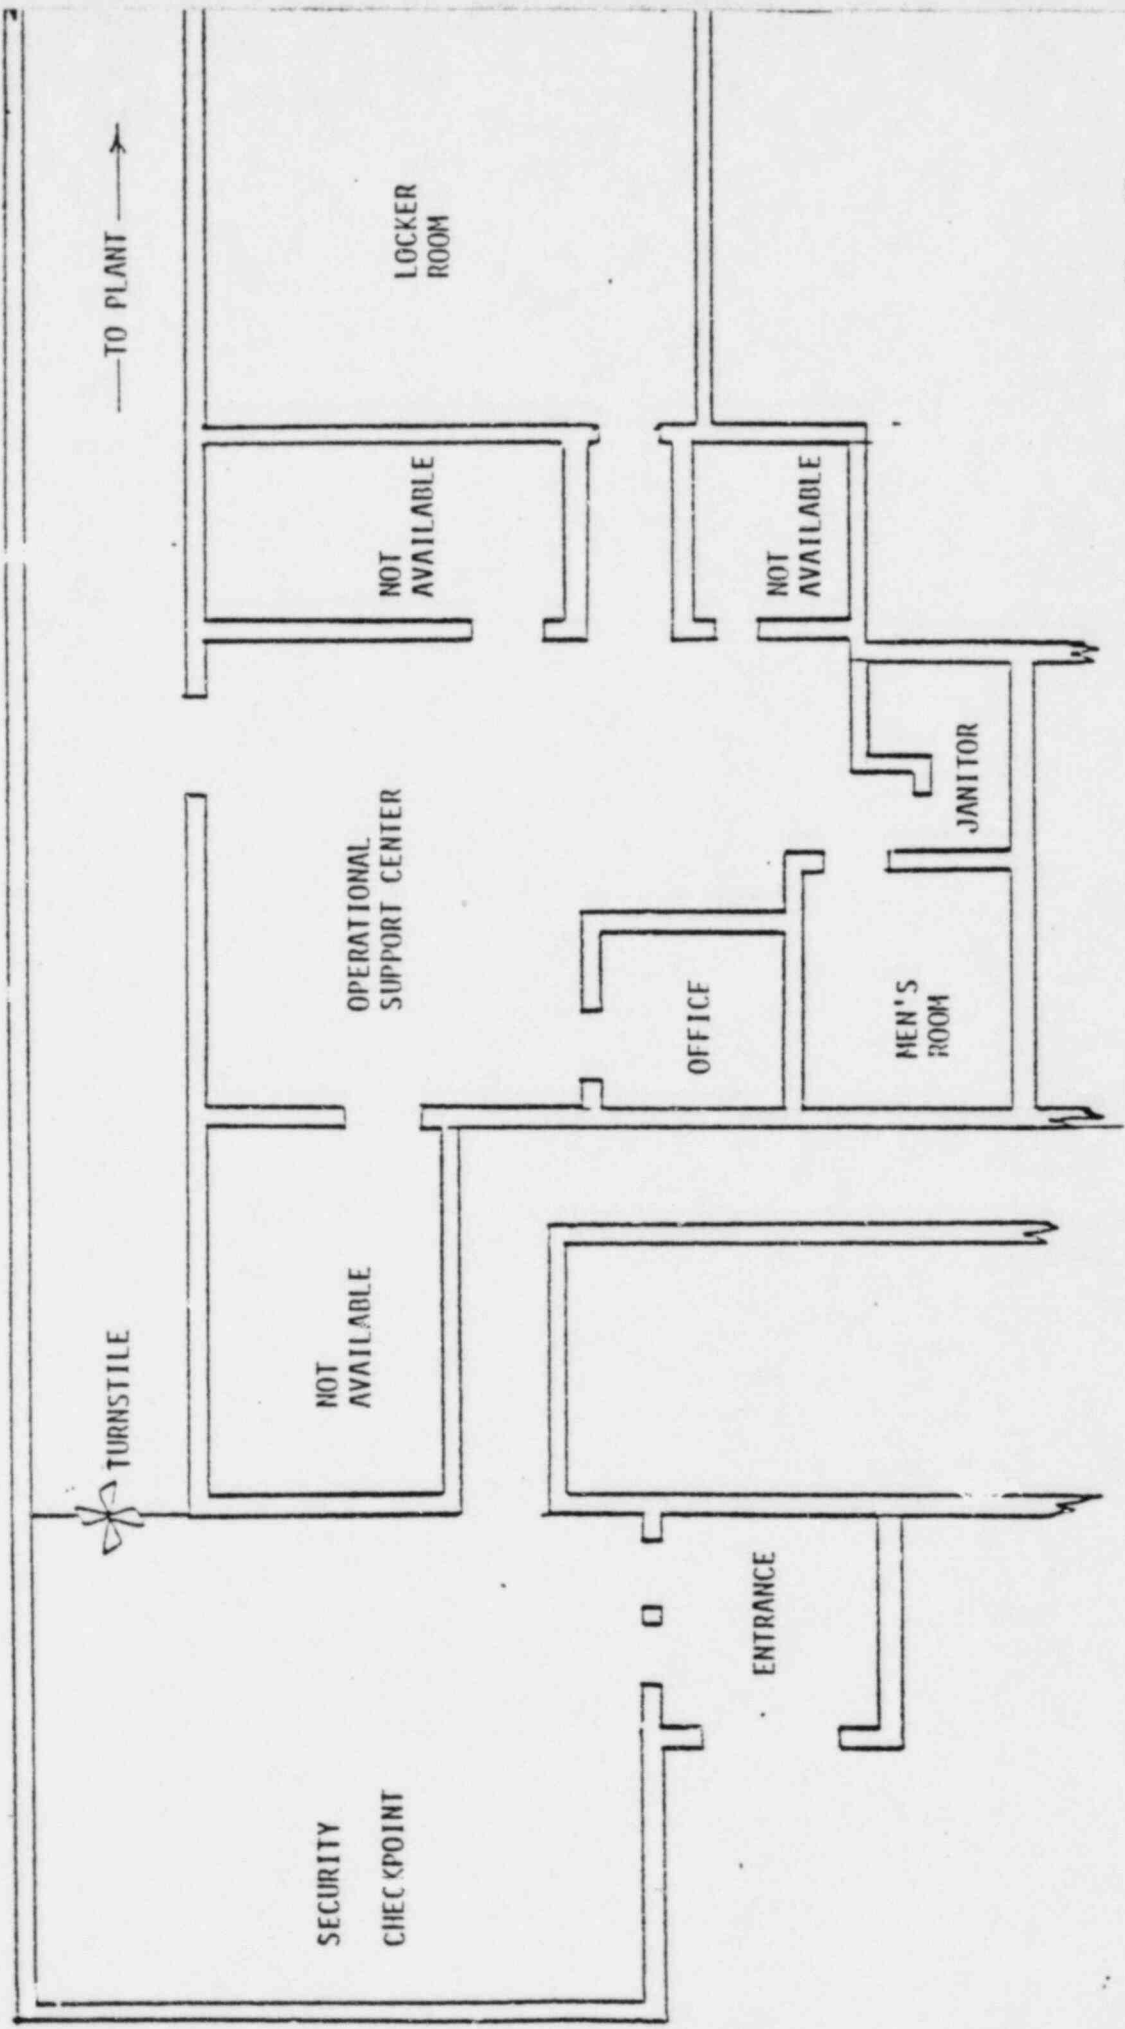 TO PLANT
TURNSTILE
LOCKER
ROOM
NOT
AVAILABLE
OPERATIONAL
SUPPORT CENTER
NOT
AVAILABLE
SECURITY
CHECKPOINT
NOT
AVAILABLE
OFFICE
ENTRANCE
JANITOR
MEN'S
ROOM